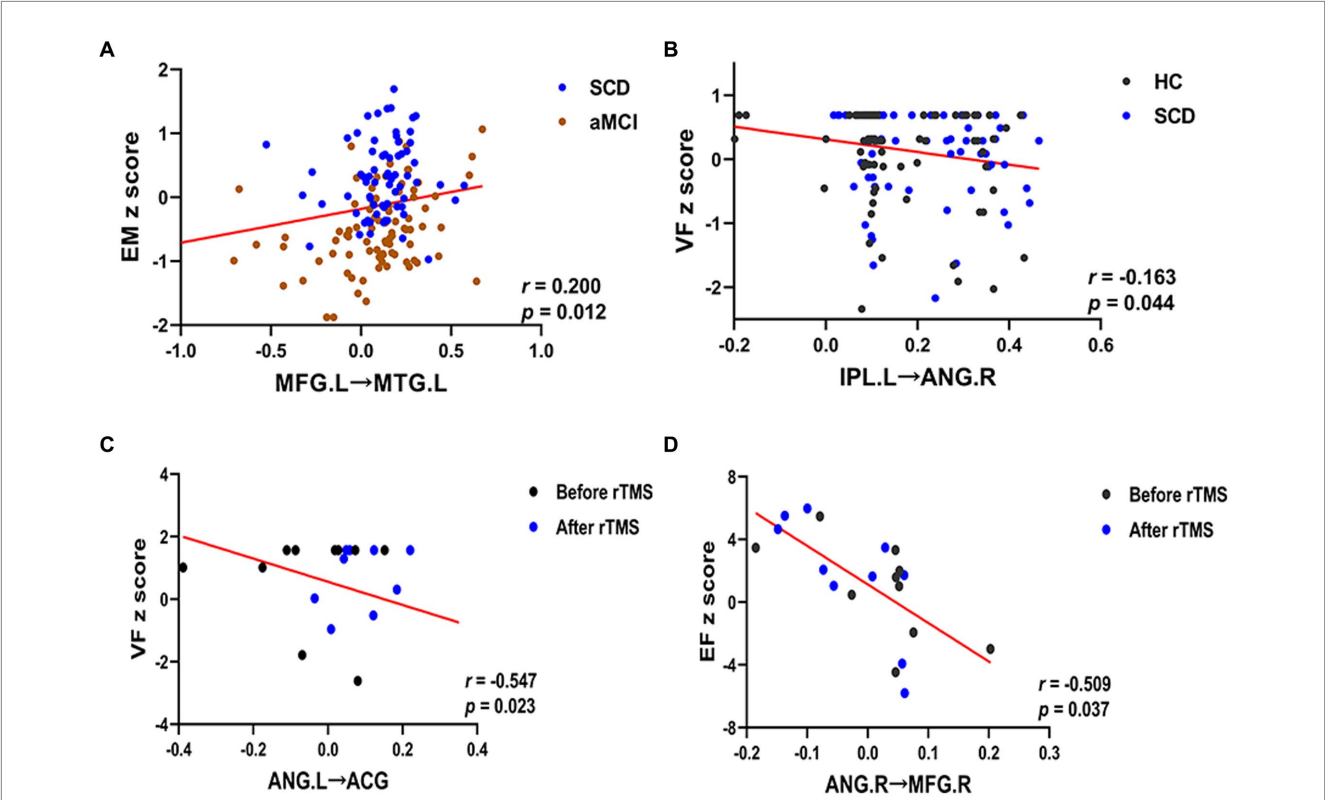 A
EM z score
2
1
0
-1
-2
-1.0 -0.5 0.0 0.5 1.0
MFG.L→MTG.L
SCD
aMCI
r = 0.200
p = 0.012
B
VF z score
1
0
-1
-2
-0.2 0.0 0.2 0.4 0.6
IPL.L→ANG.R
HC
SCD
r = -0.163
p = 0.044
C
VF z score
4
2
0
-2
-4
-0.4 -0.2 0.0 0.2 0.4
ANG.L→ACG
Before rTMS
After rTMS
r = -0.547
p = 0.023
D
EF z score
8
4
0
-4
-8
-0.2 -0.1 0.0 0.1 0.2 0.3
ANG.R→MFG.R
Before rTMS
After rTMS
r = -0.509
p = 0.037